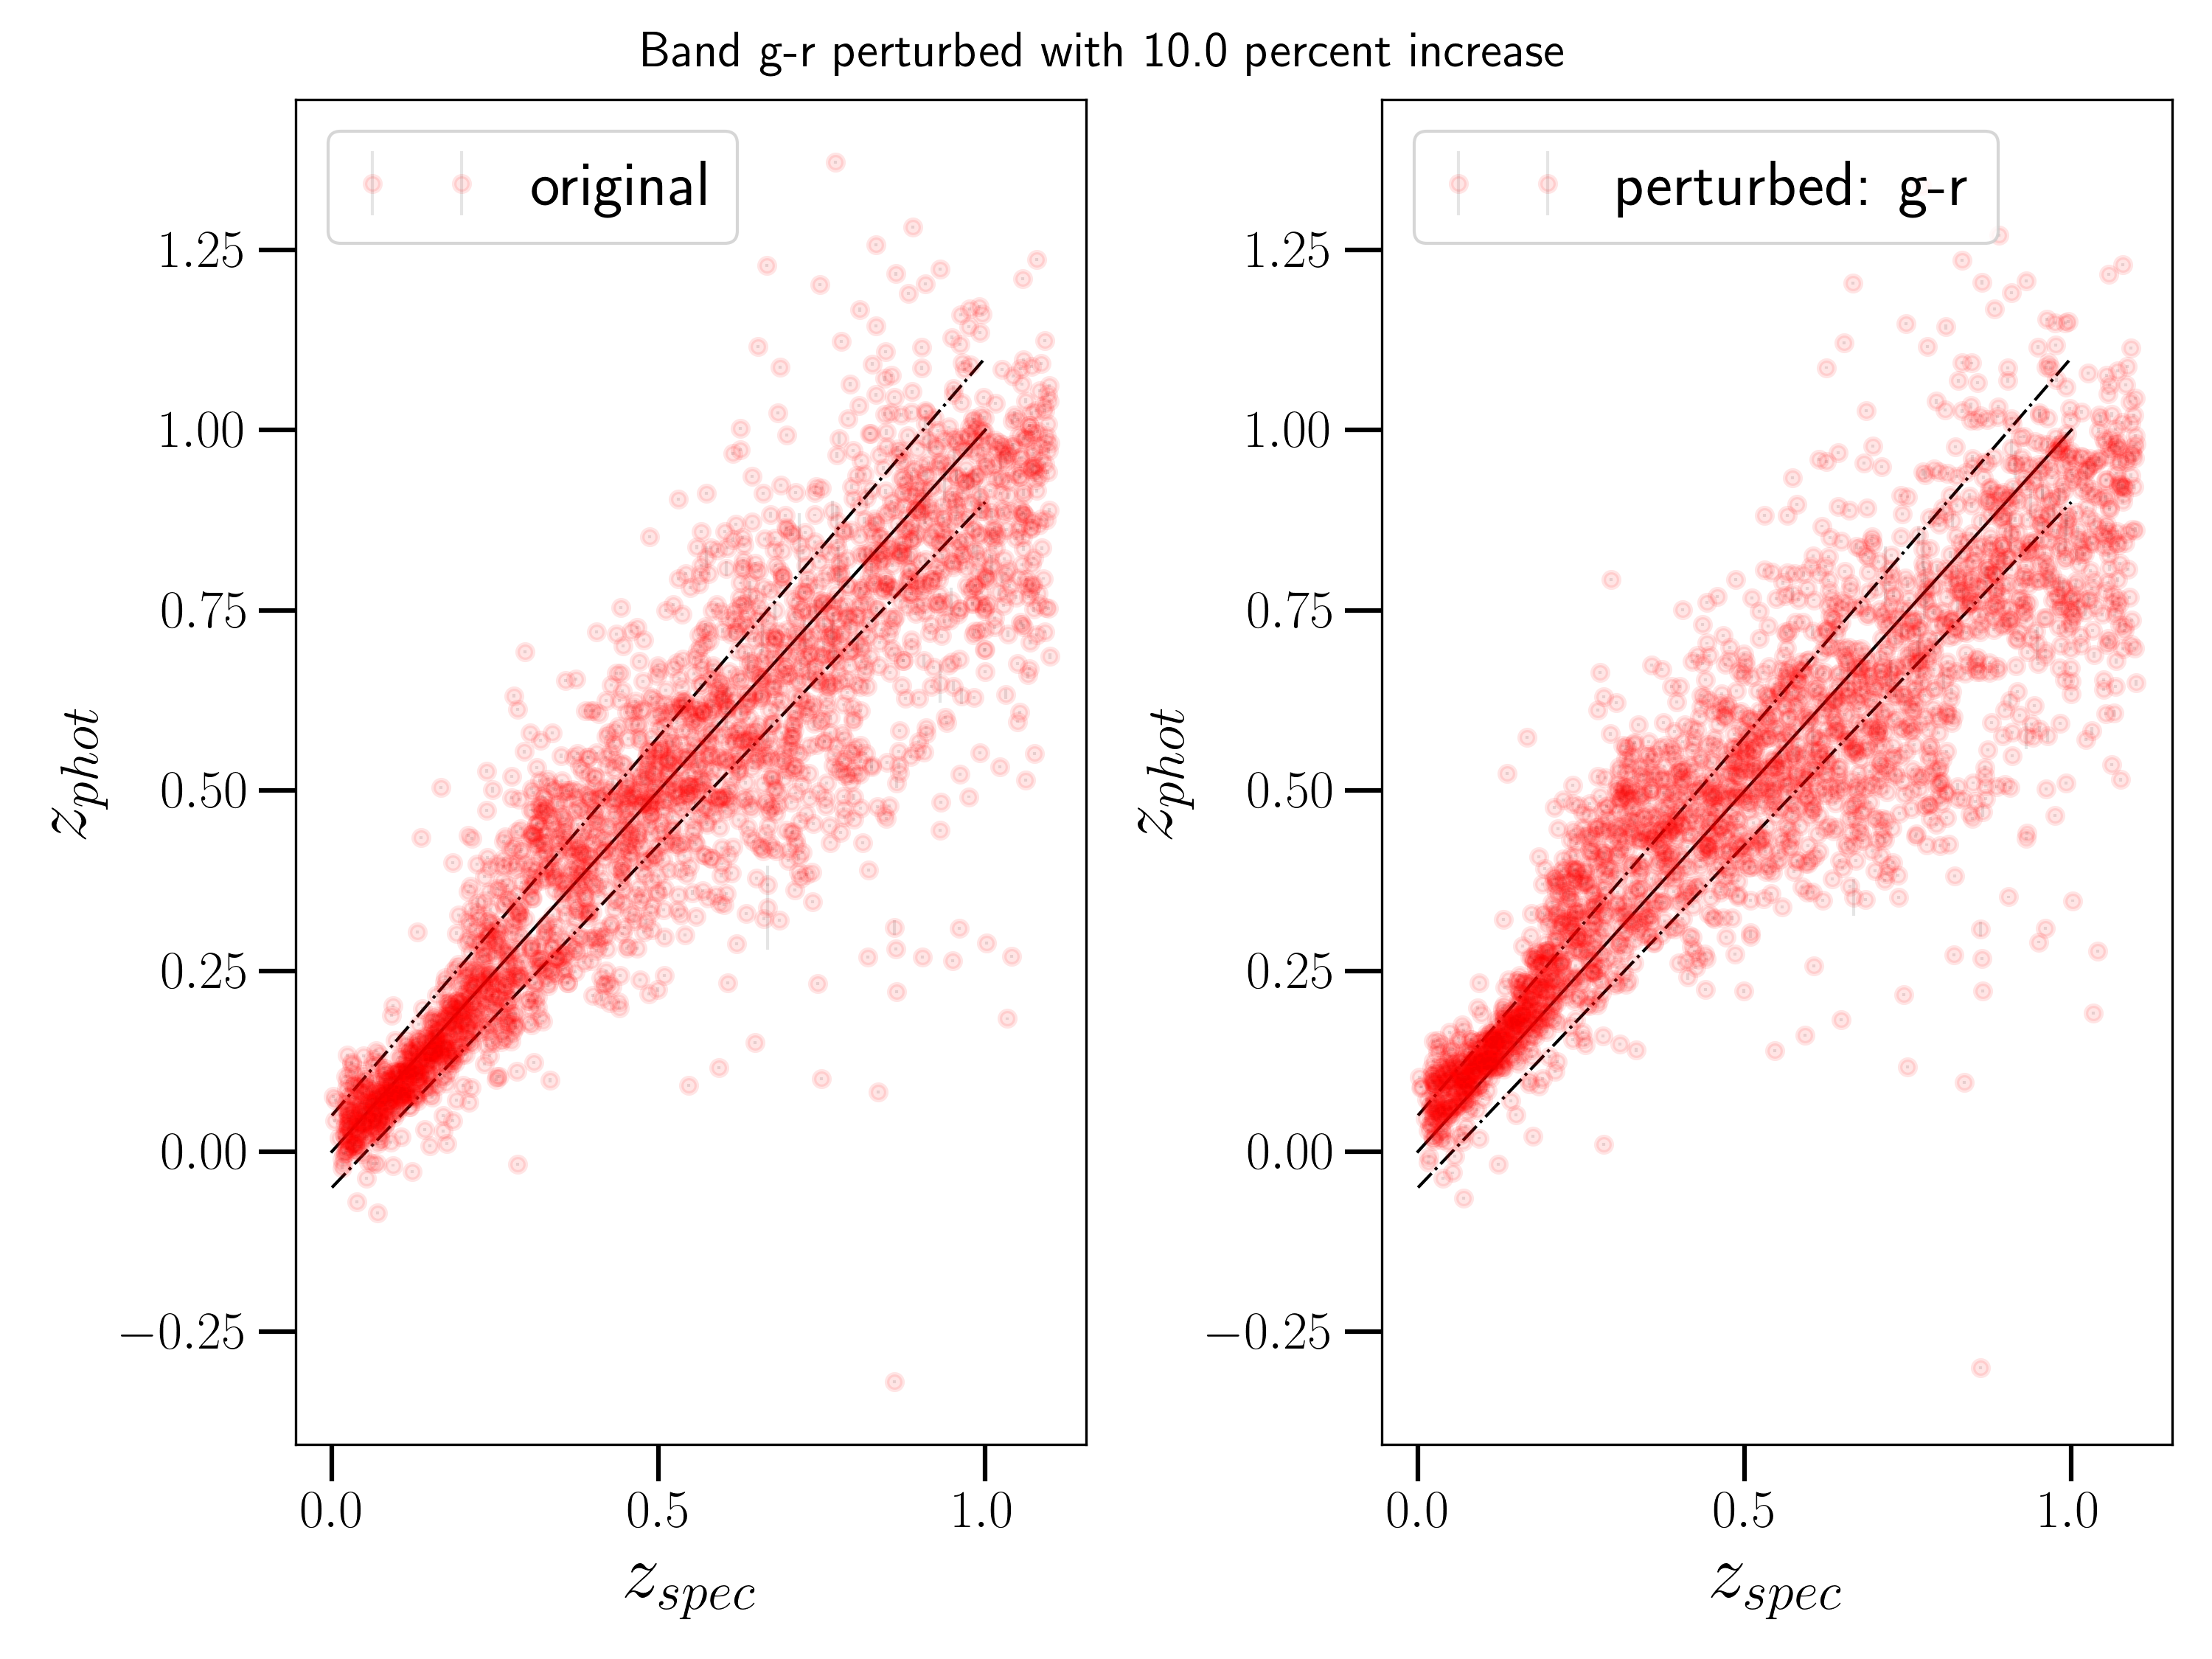 Band g-r perturbed with 10.0 percent increase
original
1.25
1.00
0.75
0.50
0.25
0.00
−0.25
0.0 0.5 1.0
z_phot
z_spec
perturbed: g-r
1.25
1.00
0.75
0.50
0.25
0.00
−0.25
0.0 0.5 1.0
z_phot
z_spec